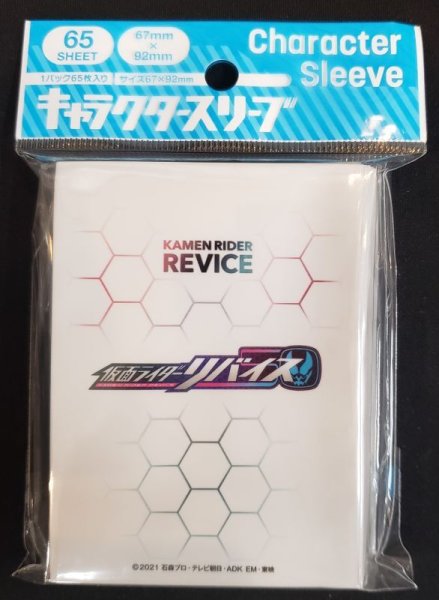 65
SHEET
67mm
×
92mm
Character
Sleeve
1パック65枚入り サイズ67×92mm
キャラクタースリーブ
KAMEN RIDER
REVICE
仮面ライダーリバイス
KAMEN RIDER REVICE
©2021 石森プロ・テレビ朝日・ADK EM・東映